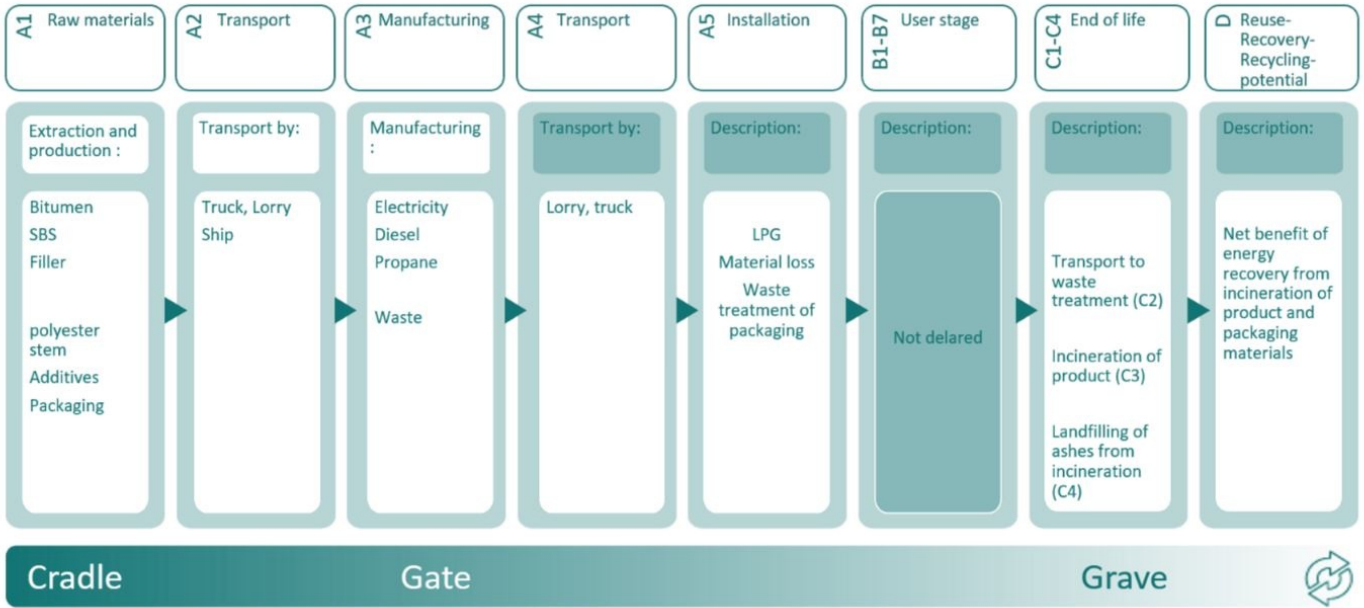 A1
Raw materials
A2
Transport
A3
Manufacturing
A4
Transport
A5
Installation
B1-B7
User stage
C1-C4
End of life
D
Reuse-
Recovery-
Recycling-
potential
Extraction and
production :
Bitumen
SBS
Filler
polyester
stem
Additives
Packaging
Transport by:
Truck, Lorry
Ship
Manufacturing
:
Electricity
Diesel
Propane
Waste
Transport by:
Lorry, truck
Description:
LPG
Material loss
Waste
treatment of
packaging
Description:
Not delared
Description:
Transport to
waste
treatment (C2)
Incineration of
product (C3)
Landfilling of
ashes from
incineration
(C4)
Description:
Net benefit of
energy
recovery from
incineration of
product and
packaging
materials
Cradle
Gate
Grave